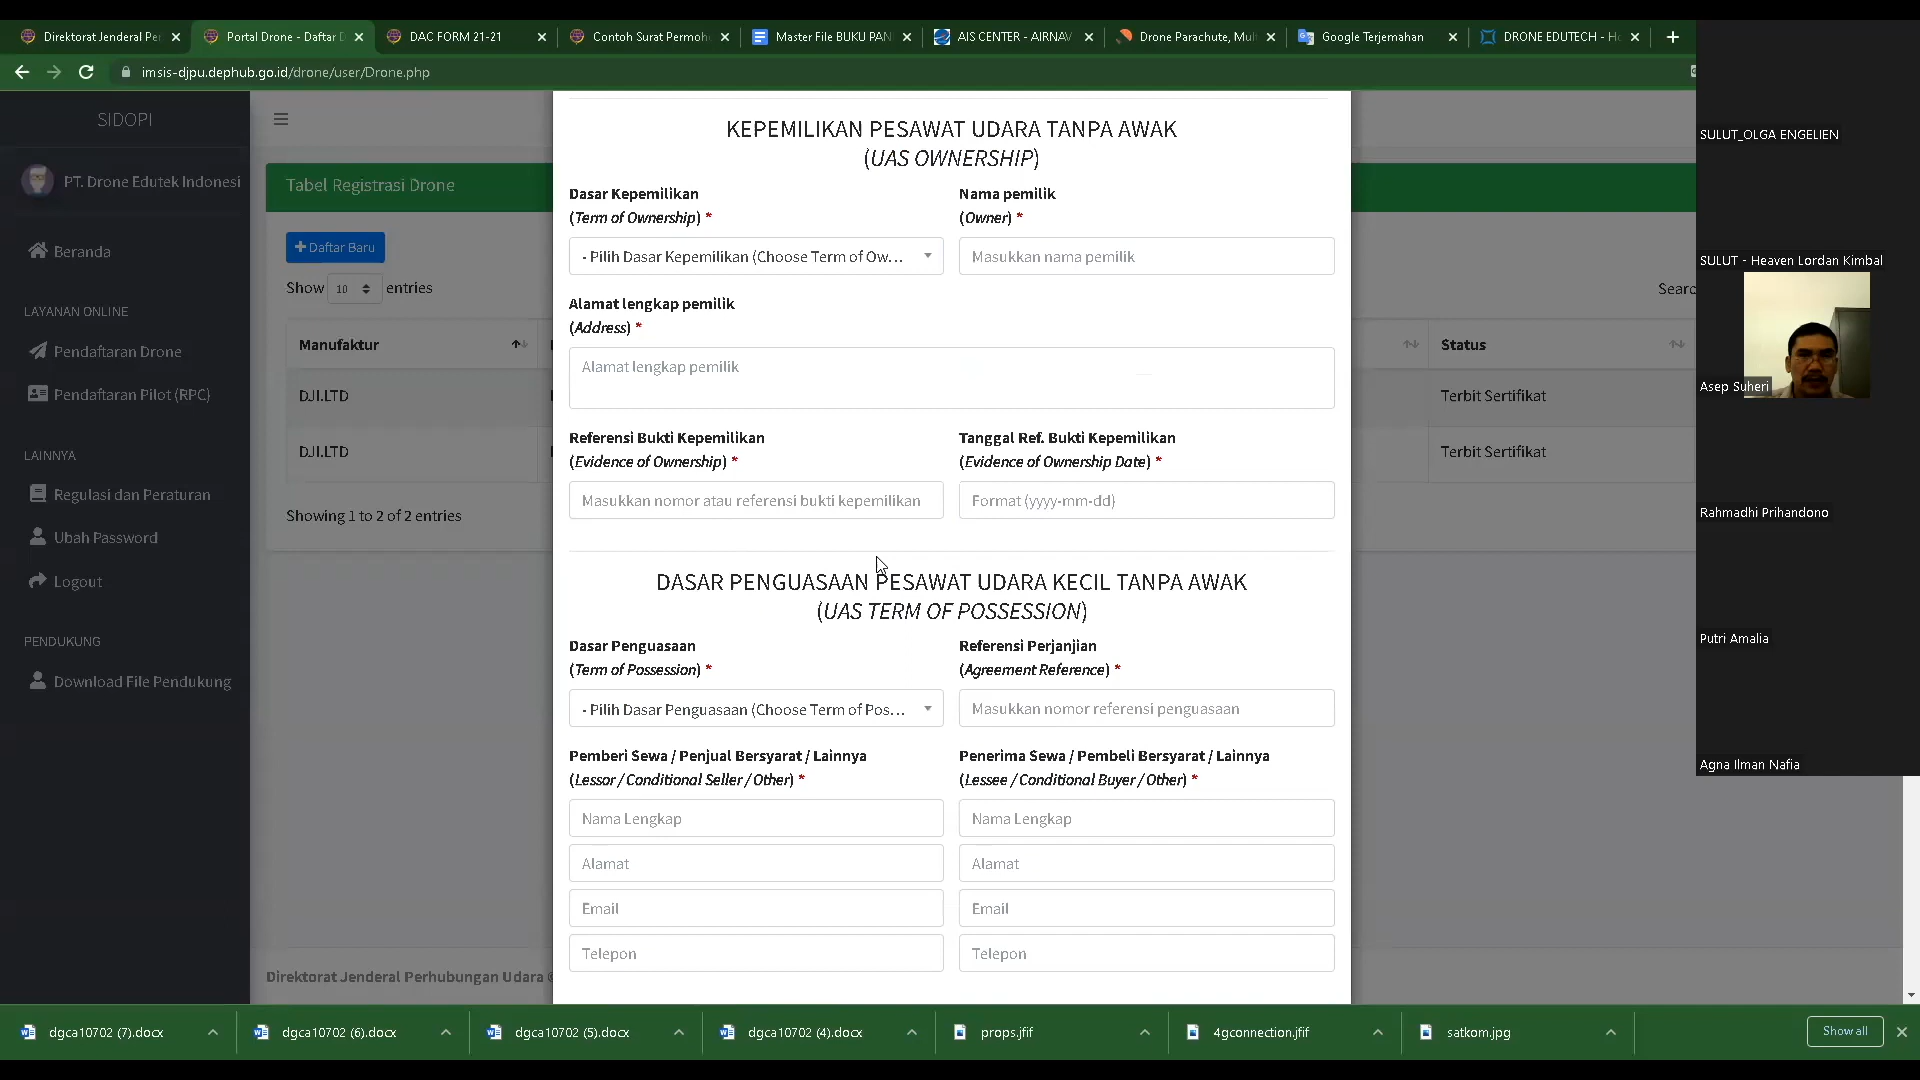 Direktorat Jenderal Pe
Portal Drone - Daftar D
DAC FORM 21-21
Contoh Surat Permoh
Master File BUKU PAN
AIS CENTER - AIRNAV
Drone Parachute, Mul
Google Terjemahan
DRONE EDUTECH - Ho
imsis-djpu.dephub.go.id/drone/user/Drone.php
SIDOPI
PT. Drone Edutek Indonesi
Beranda
LAYANAN ONLINE
Pendaftaran Drone
Pendaftaran Pilot (RPC)
LAINNYA
Regulasi dan Peraturan
Ubah Password
Logout
PENDUKUNG
Download File Pendukung
Tabel Registrasi Drone
+ Daftar Baru
Show 10 entries
Searc
Manufaktur
Status
DJI.LTD
Terbit Sertifikat
DJI.LTD
Terbit Sertifikat
Showing 1 to 2 of 2 entries
Direktorat Jenderal Perhubungan Udara ©
KEPEMILIKAN PESAWAT UDARA TANPA AWAK
(UAS OWNERSHIP)
Dasar Kepemilikan
(Term of Ownership) *
- Pilih Dasar Kepemilikan (Choose Term of Ow...
Nama pemilik
(Owner) *
Masukkan nama pemilik
Alamat lengkap pemilik
(Address) *
Alamat lengkap pemilik
Referensi Bukti Kepemilikan
(Evidence of Ownership) *
Masukkan nomor atau referensi bukti kepemilikan
Tanggal Ref. Bukti Kepemilikan
(Evidence of Ownership Date) *
Format (yyyy-mm-dd)
DASAR PENGUASAAN PESAWAT UDARA KECIL TANPA AWAK
(UAS TERM OF POSSESSION)
Dasar Penguasaan
(Term of Possession) *
- Pilih Dasar Penguasaan (Choose Term of Pos...
Referensi Perjanjian
(Agreement Reference) *
Masukkan nomor referensi penguasaan
Pemberi Sewa / Penjual Bersyarat / Lainnya
(Lessor / Conditional Seller / Other) *
Nama Lengkap
Alamat
Email
Telepon
Penerima Sewa / Pembeli Bersyarat / Lainnya
(Lessee / Conditional Buyer / Other) *
Nama Lengkap
Alamat
Email
Telepon
SULUT_OLGA ENGELIEN
SULUT - Heaven Lordan Kimbal
Asep Suheri
Rahmadhi Prihandono
Putri Amalia
Agna Ilman Nafia
dgca10702 (7).docx
dgca10702 (6).docx
dgca10702 (5).docx
dgca10702 (4).docx
props.jfif
4gconnection.jfif
satkom.jpg
Show all